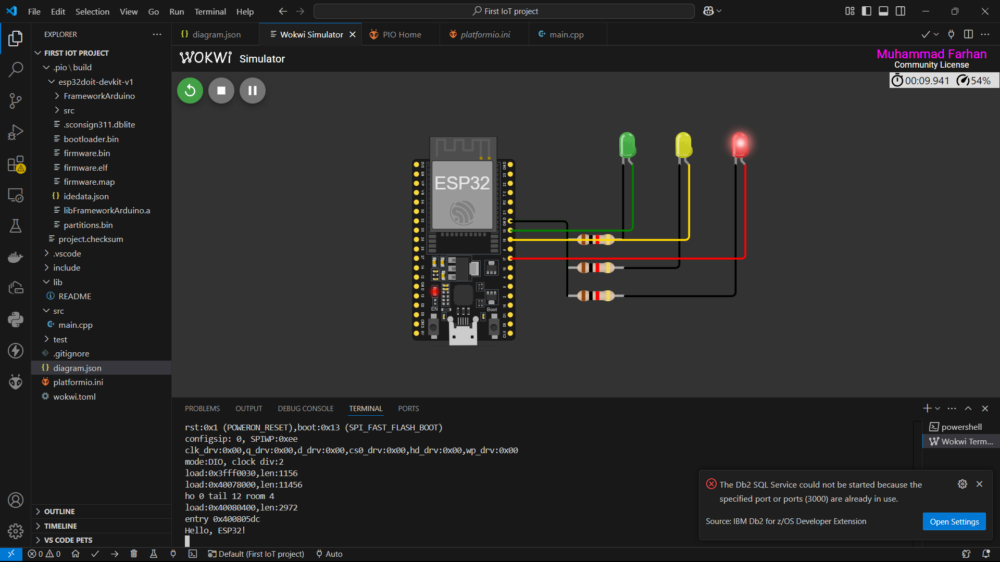 File Edit Selection View Go Run Terminal Help
First IoT project
EXPLORER
FIRST IOT PROJECT
.pio\build
esp32doit-devkit-v1
FrameworkArduino
src
.sconsign311.dblite
bootloader.bin
firmware.bin
firmware.elf
firmware.map
idedata.json
libFrameworkArduino.a
partitions.bin
project.checksum
.vscode
include
lib
README
src
main.cpp
test
.gitignore
diagram.json
platformio.ini
wokwi.toml
OUTLINE
TIMELINE
VS CODE PETS
diagram.json
Wokwi Simulator
PIO Home
platformio.ini
main.cpp
WOKWi Simulator
Muhammad Farhan
Community License
00:09.941 54%
ESP32
EN
Boot
PROBLEMS OUTPUT DEBUG CONSOLE TERMINAL PORTS
rst:0x1 (POWERON_RESET),boot:0x13 (SPI_FAST_FLASH_BOOT)
configsip: 0, SPIWP:0xee
clk_drv:0x00,q_drv:0x00,d_drv:0x00,cs0_drv:0x00,hd_drv:0x00,wp_drv:0x00
mode:DIO, clock div:2
load:0x3fff0030,len:1156
load:0x40078000,len:11456
ho 0 tail 12 room 4
load:0x40080400,len:2972
entry 0x400805dc
Hello, ESP32!
powershell
Wokwi Term...
The Db2 SQL Service could not be started because the
specified port or ports (3000) are already in use.
Source: IBM Db2 for z/OS Developer Extension
Open Settings
0 0
Default (First IoT project)
Auto